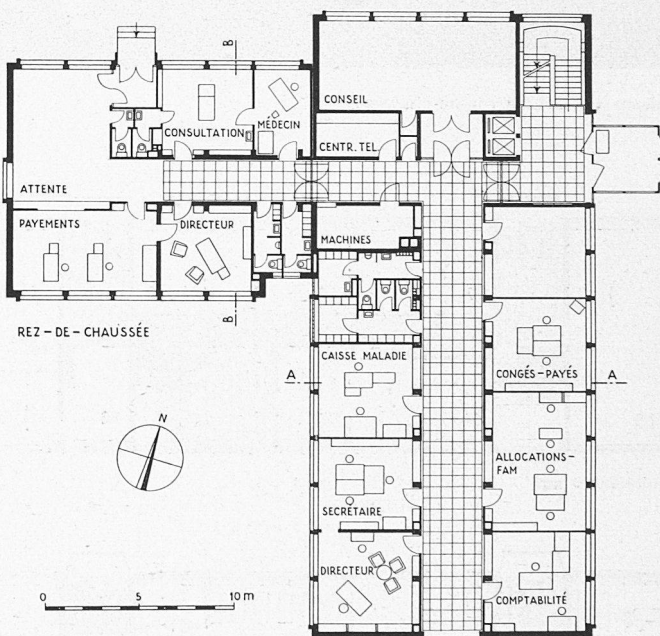 B
CONSEIL
CONSULTATION
MÉDECIN
CENTR. TEL.
ATTENTE
PAYEMENTS
DIRECTEUR
MACHINES
B
REZ-DE-CHAUSSÉE
CAISSE MALADIE
A
CONGÉS-PAYÉS
A
N
ALLOCATIONS-
FAM
SECRÉTAIRE
DIRECTEUR
COMPTABILITÉ
0 5 10 m